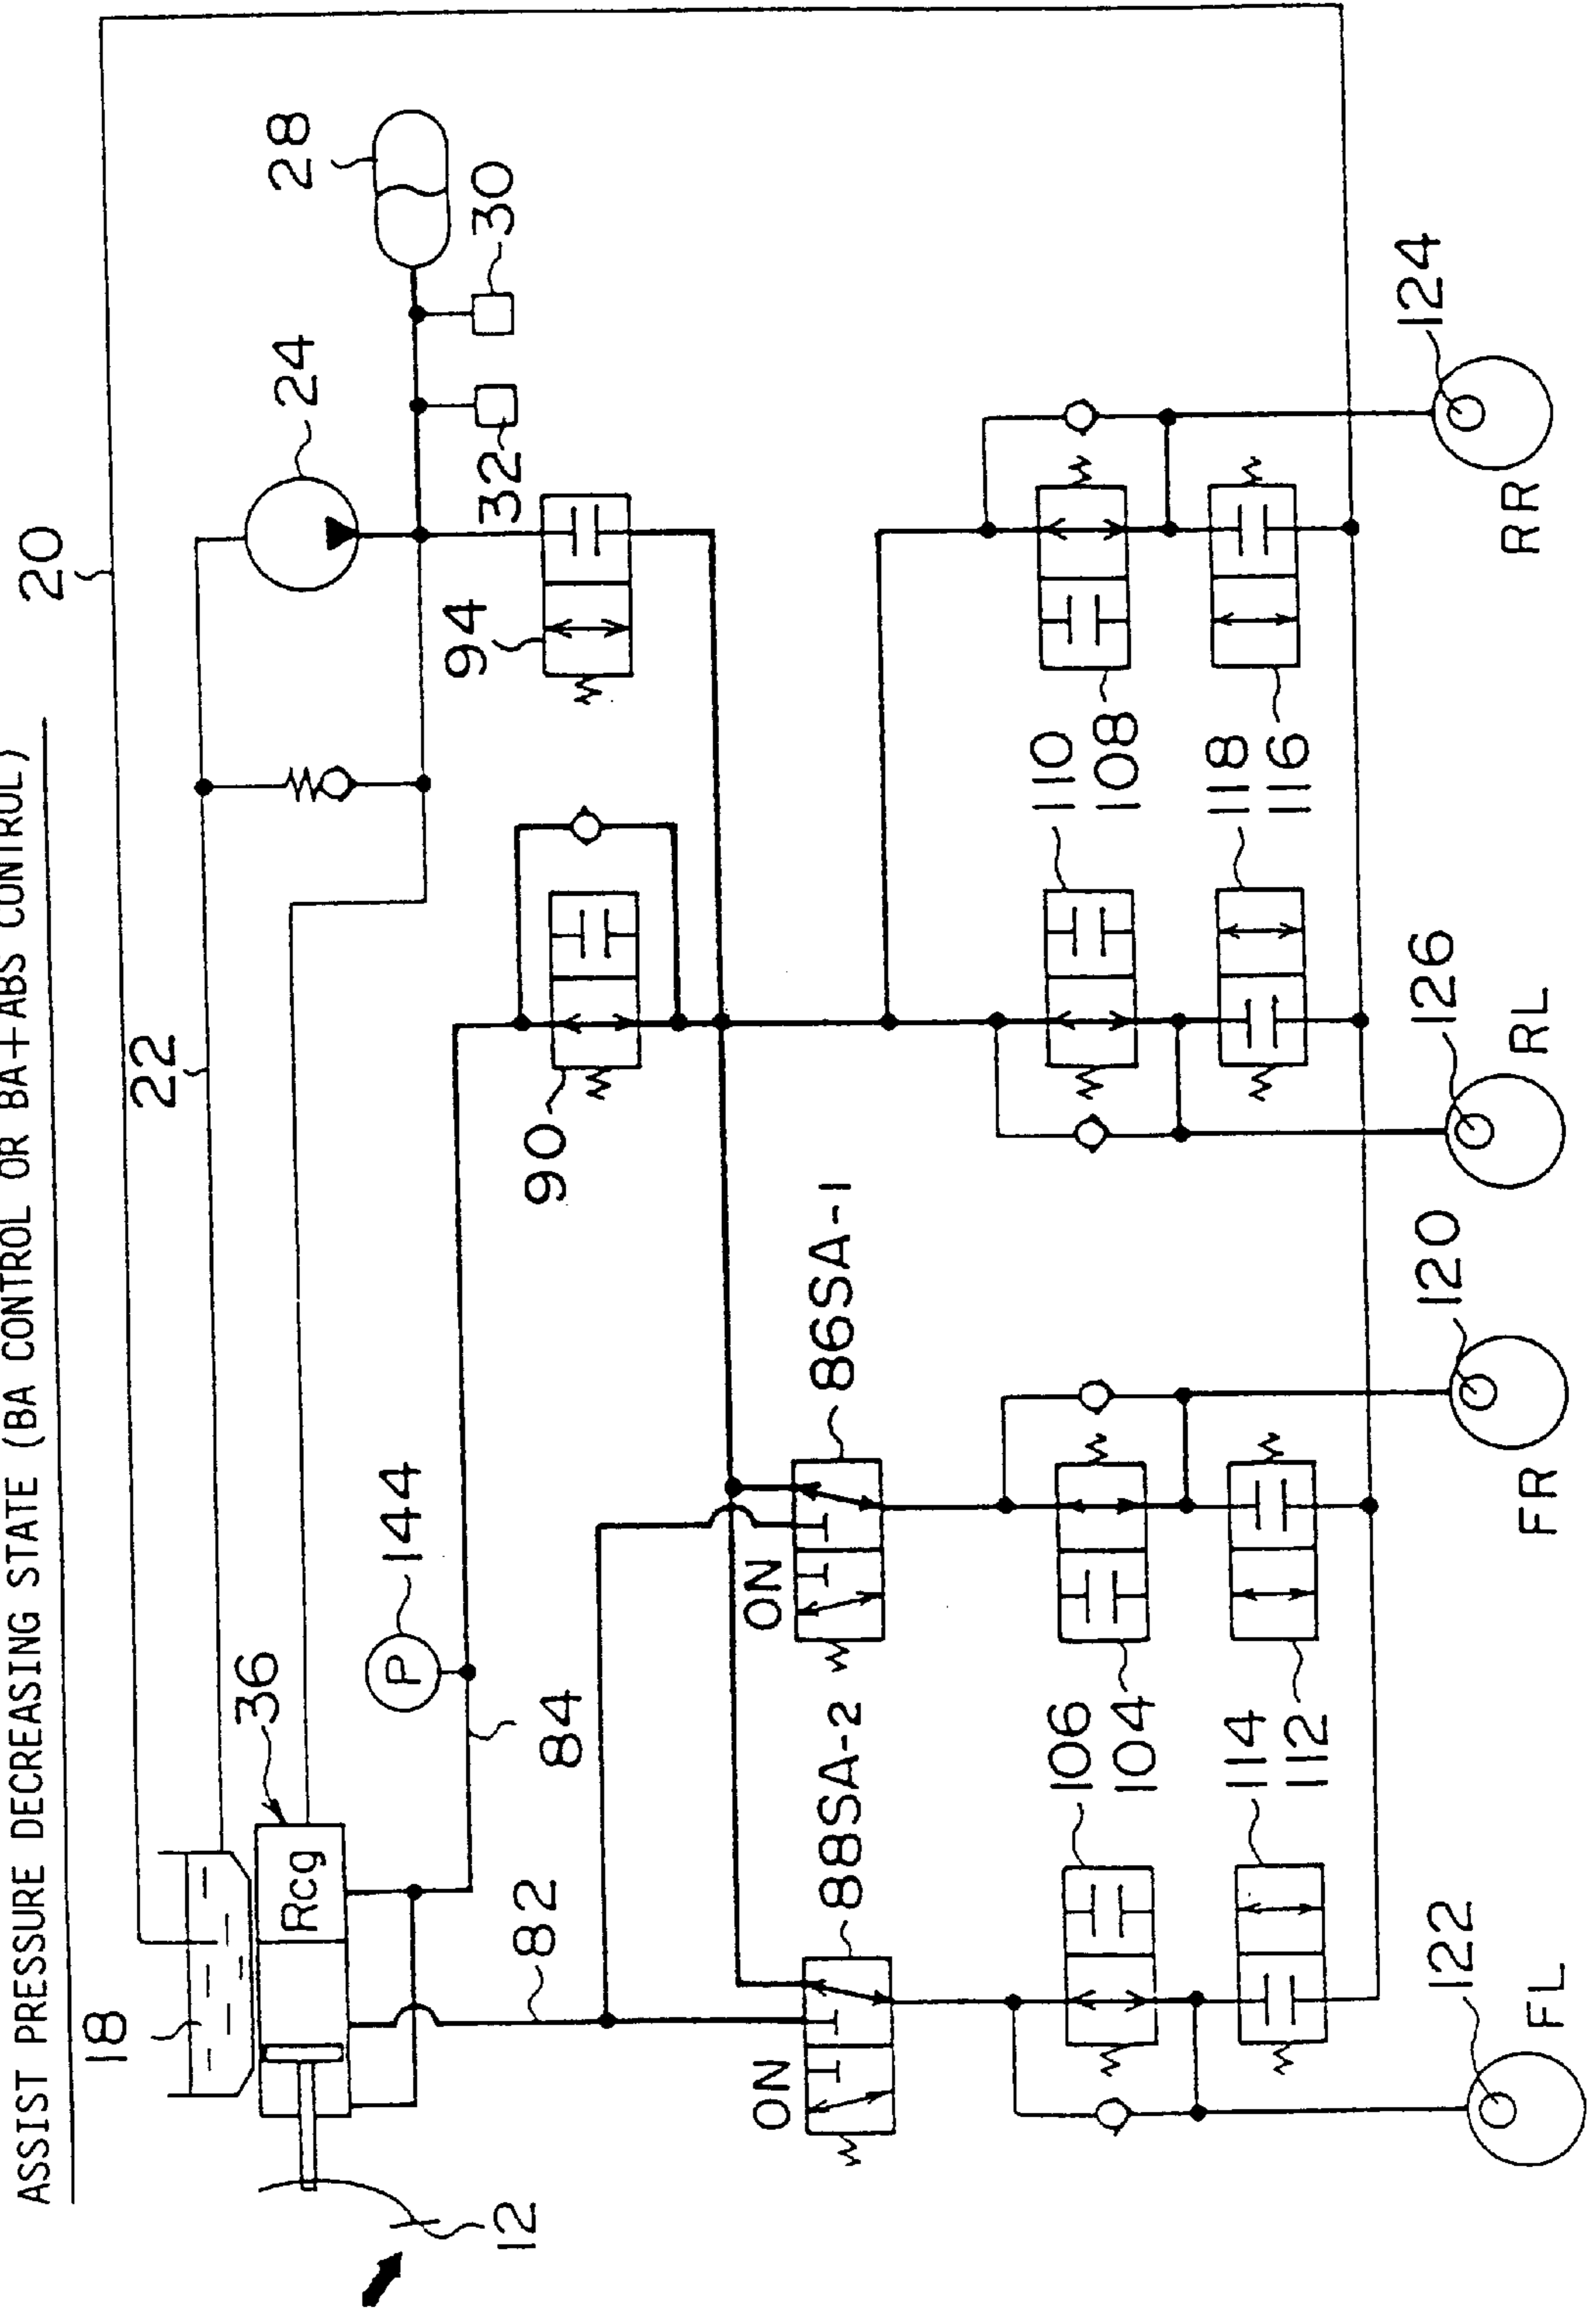 ASSIST PRESSURE DECREASING STATE (BA CONTROL OR BA+ABS CONTROL)
20
22
18
36
Rcg
24
28
30
32
94
90
144
P
84
82
12
86SA-1
88SA-2
ON
ON
106
104
110
108
114
112
118
116
122
120
126
124
FL
FR
RL
RR